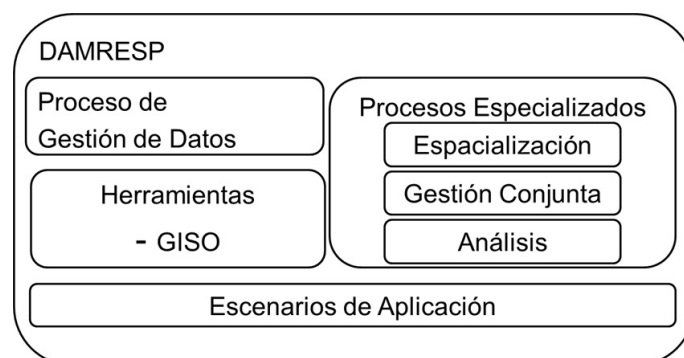 DAMRESP
Proceso de
Gestión de Datos
Herramientas
- GISO
Procesos Especializados
Espacialización
Gestión Conjunta
Análisis
Escenarios de Aplicación